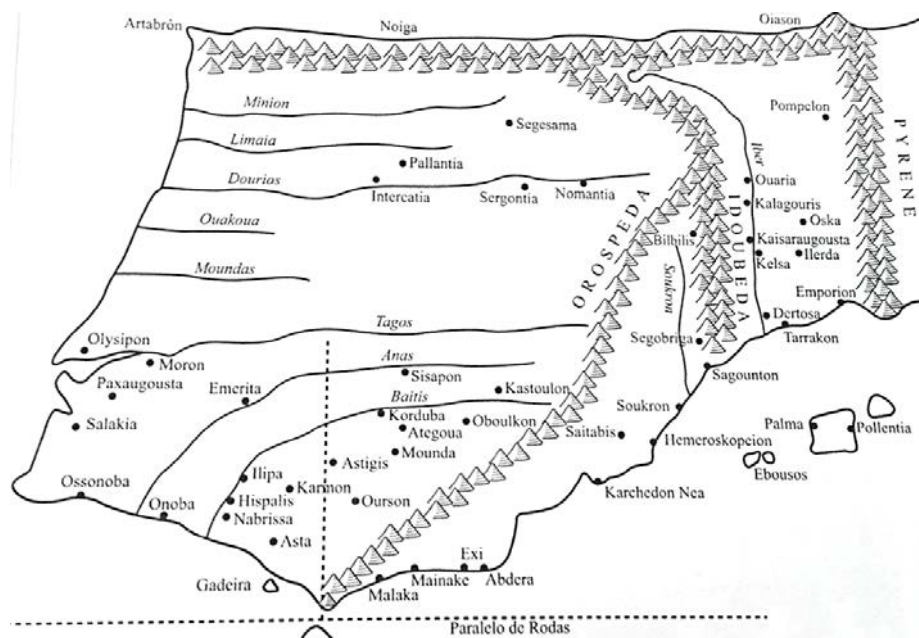 Artabrōn
Noiga
Oiason
Minion
Segesama
Pompelon
PYRENE
Limaia
Pallantia
Iber
Dourios
Intercatia
Sergontia
Nomantia
Ouaria
Kalagouris
Ouakoua
Oska
OROSPEDA
IDOUBEDA
Bilbilis
Kaisaraugousta
Kelsa
Ilerda
Moundas
Soukron
Emporion
Dertosa
Tarrakon
Tagos
Segobriga
Olysipon
Moron
Anas
Sisapon
Sagounton
Paxaugousta
Emerita
Kastoulon
Baitis
Soukron
Salakia
Korduba
Ategoua
Oboulkon
Saitabis
Hemeroskopeion
Palma
Pollentia
Mounda
Ebousos
Ilipa
Astigis
Karchedon Nea
Ossonoba
Karmon
Onoba
Hispalis
Ourson
Nabrissa
Asta
Exi
Gadeira
Malaka
Mainake
Abdera
Paralelo de Rodas